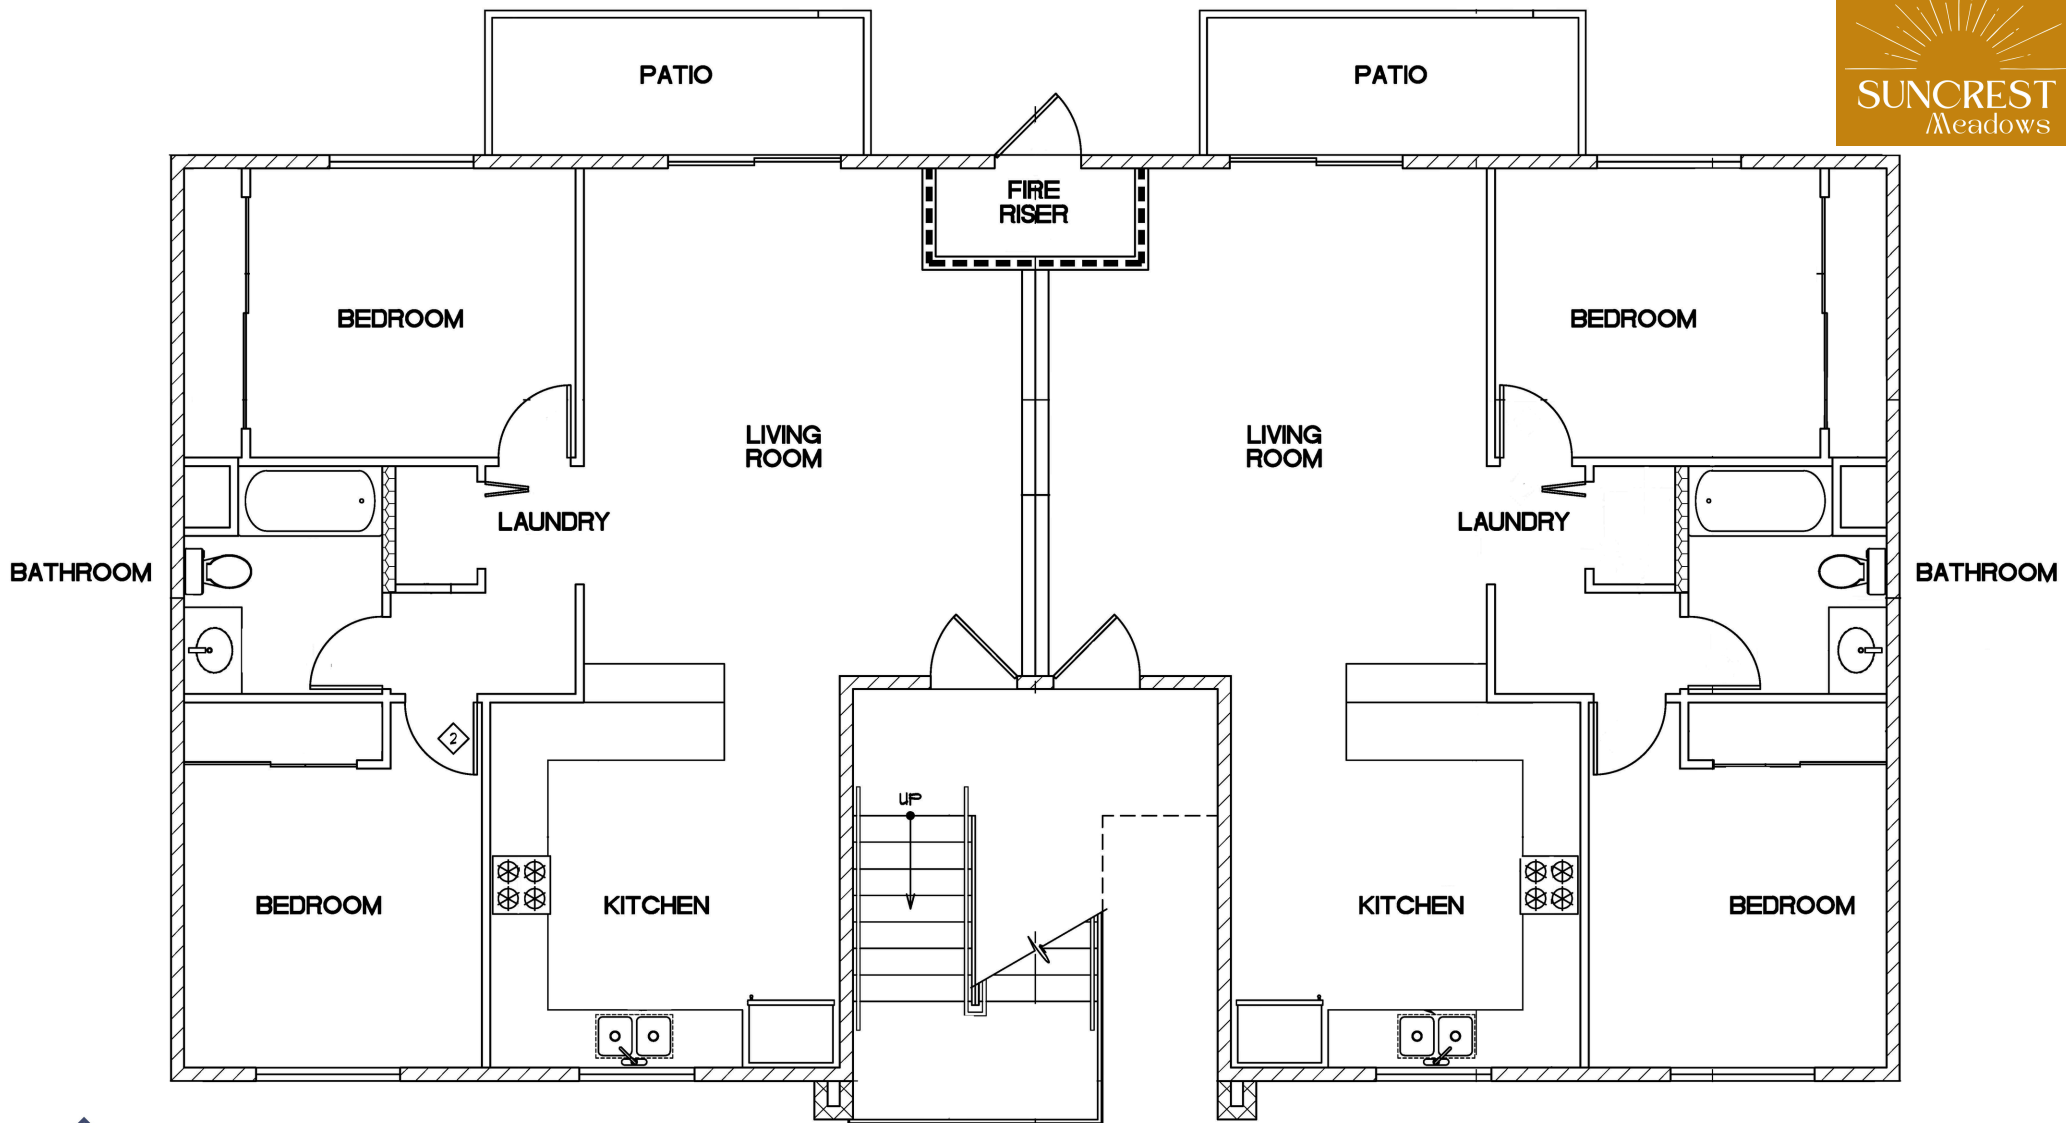 PATIO
PATIO
SUNCREST
Meadows
FIRE
RISER
BEDROOM
BEDROOM
LIVING
ROOM
LIVING
ROOM
LAUNDRY
LAUNDRY
BATHROOM
BATHROOM
2
UP
BEDROOM
KITCHEN
KITCHEN
BEDROOM